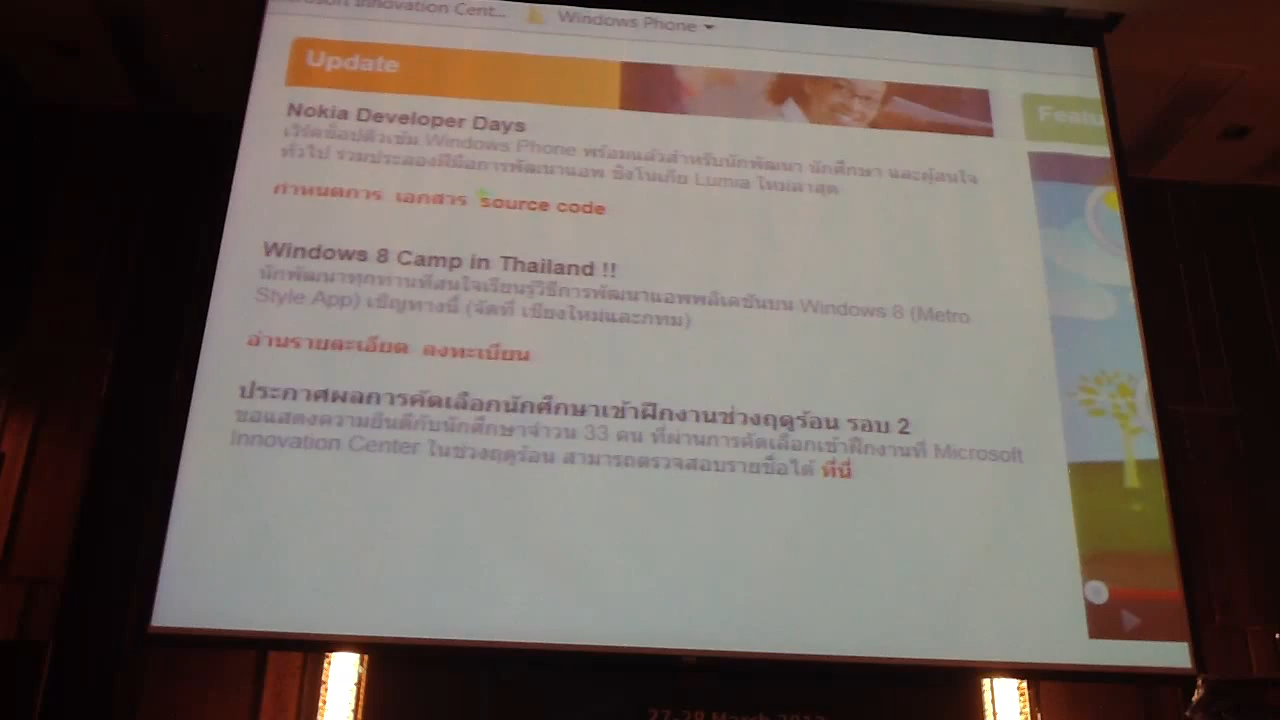 Innovation Cent...
Windows Phone
Update
Nokia Developer Days
เวิร์คช็อปติวเข้ม Windows Phone พร้อมแล้วสำหรับนักพัฒนา นักศึกษา และผู้สนใจ
ทั่วไป รวมประลองฝีมือการพัฒนาแอพ ชิงโนเกีย Lumia ใหม่ล่าสุด
กำหนดการ เอกสาร source code
Windows 8 Camp in Thailand !!
นักพัฒนาทุกท่านที่สนใจเรียนรู้วิธีการพัฒนาแอพพลิเคชันบน Windows 8 (Metro
Style App) เชิญทางนี้ (จัดที่ เชียงใหม่และกทม)
อ่านรายละเอียด ลงทะเบียน
ประกาศผลการคัดเลือกนักศึกษาเข้าฝึกงานช่วงฤดูร้อน รอบ 2
ขอแสดงความยินดีกับนักศึกษาจำวน 33 คน ที่ผ่านการคัดเลือกเข้าฝึกงานที่ Microsoft
Innovation Center ในช่วงฤดูร้อน สามารถตรวจสอบรายชื่อได้ ที่นี่
Featu